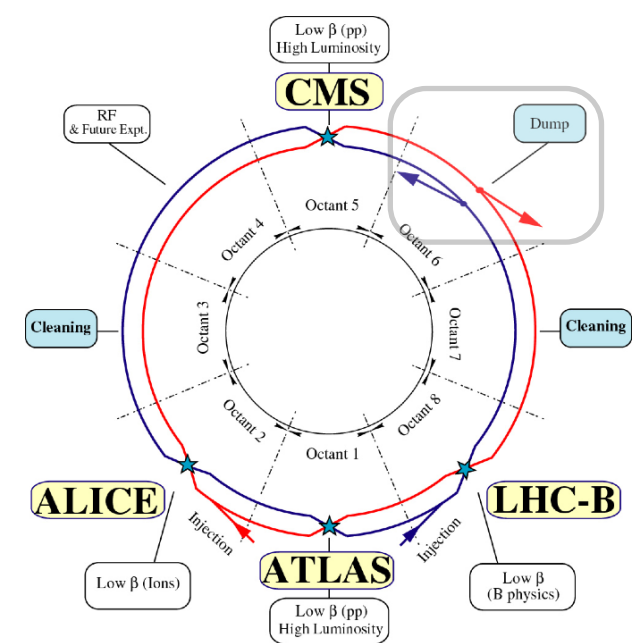 Low β (pp)
High Luminosity
CMS
RF
& Future Expt.
Dump
Octant 5
Octant 4
Octant 6
Octant 3
Octant 7
Cleaning
Cleaning
Octant 2
Octant 8
Octant 1
ALICE
LHC-B
Injection
Injection
ATLAS
Low β (Ions)
Low β
(B physics)
Low β (pp)
High Luminosity